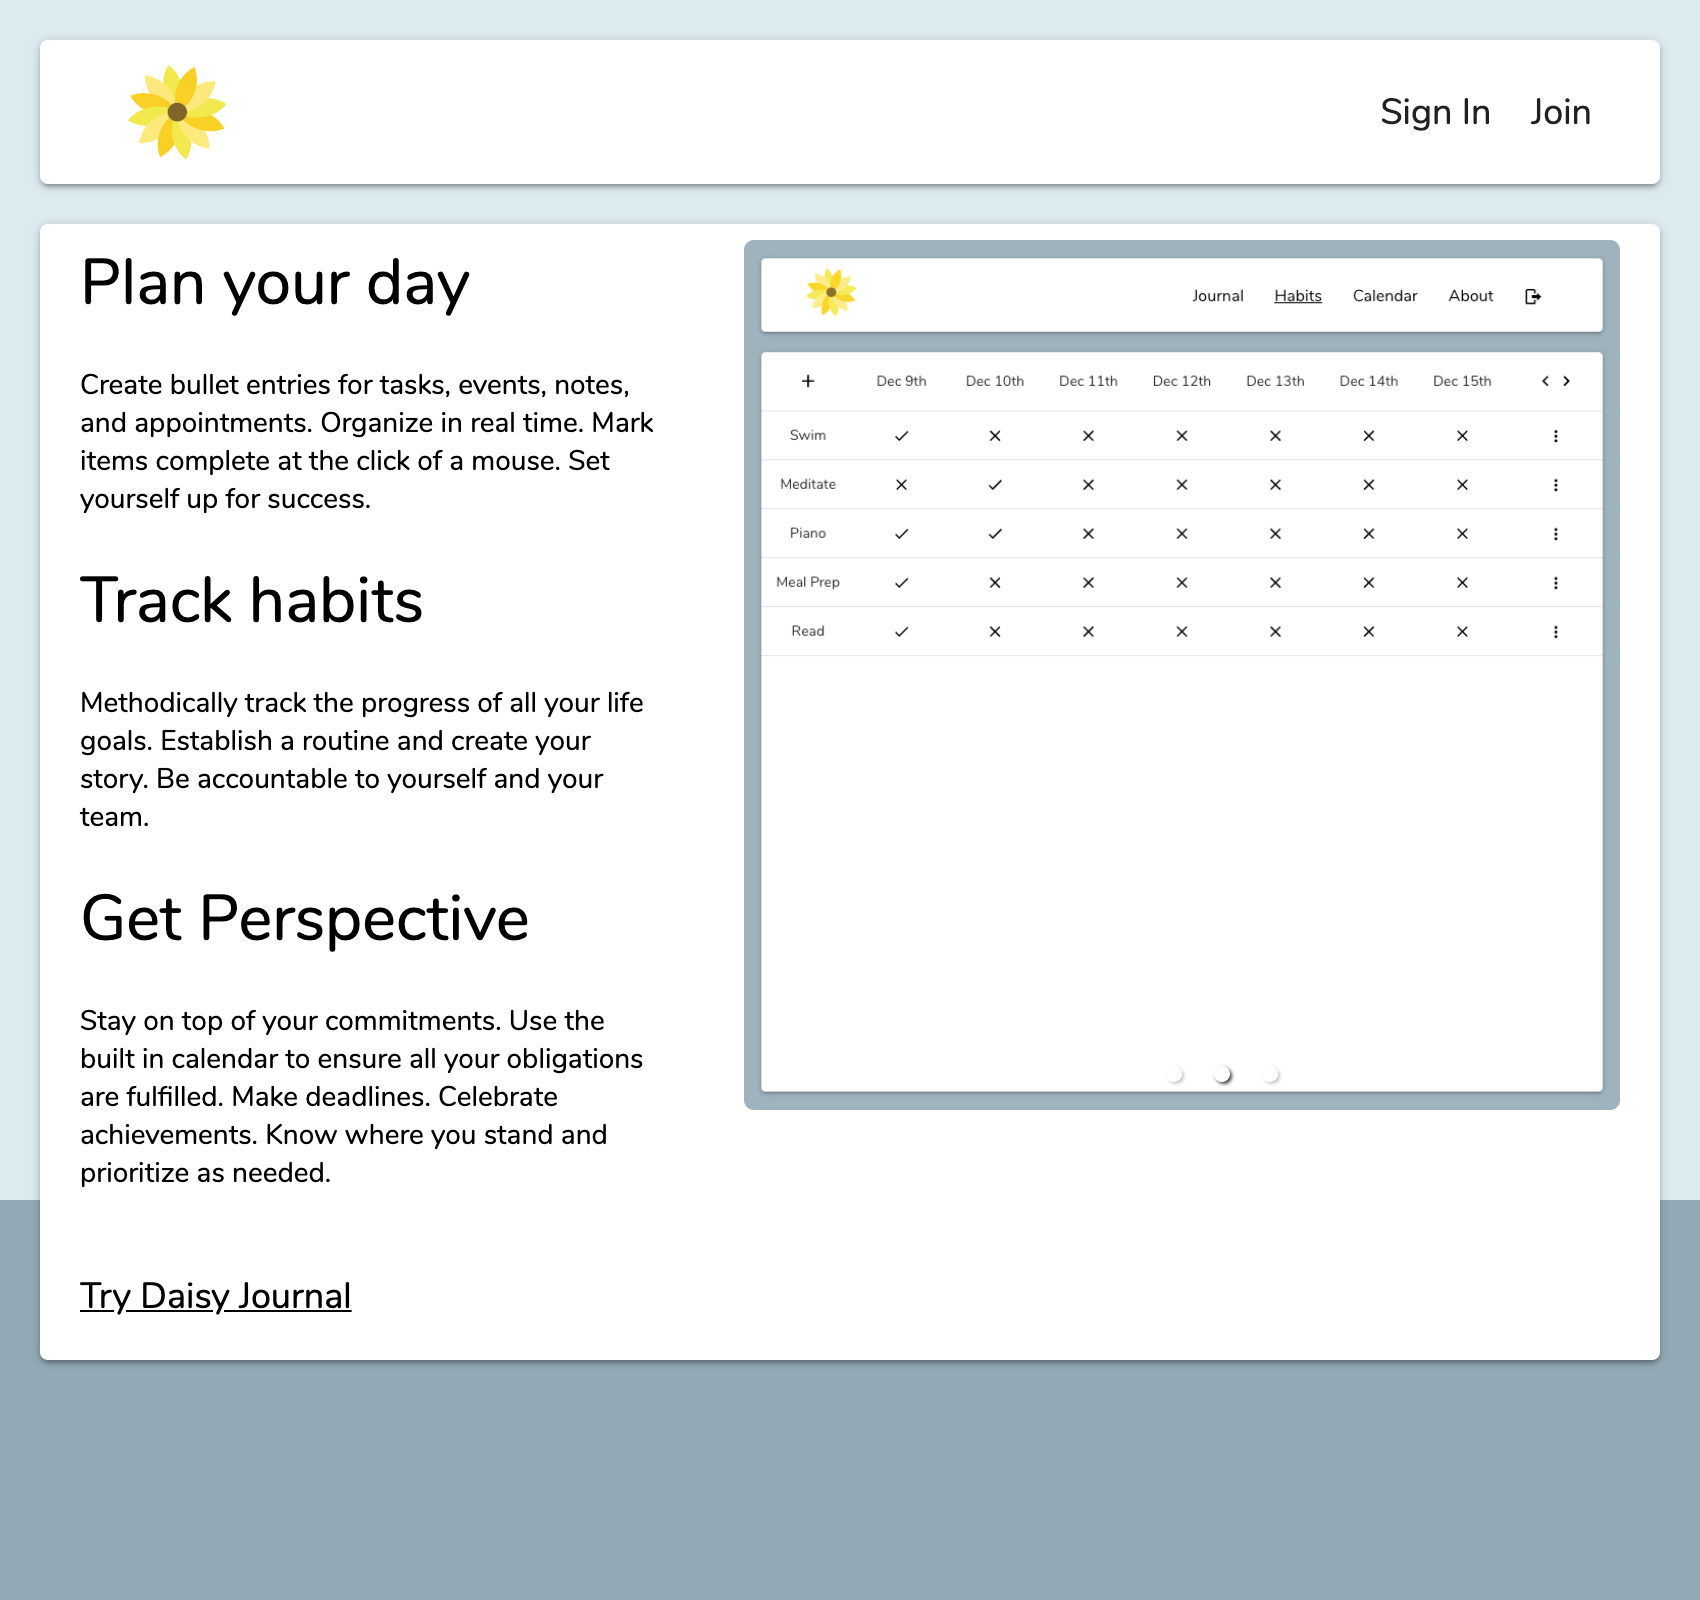 Sign In Join
Plan your day
Create bullet entries for tasks, events, notes,
and appointments. Organize in real time. Mark
items complete at the click of a mouse. Set
yourself up for success.
Track habits
Methodically track the progress of all your life
goals. Establish a routine and create your
story. Be accountable to yourself and your
team.
Get Perspective
Stay on top of your commitments. Use the
built in calendar to ensure all your obligations
are fulfilled. Make deadlines. Celebrate
achievements. Know where you stand and
prioritize as needed.
Try Daisy Journal
Journal Habits Calendar About
Dec 9th Dec 10th Dec 11th Dec 12th Dec 13th Dec 14th Dec 15th
Swim
Meditate
Piano
Meal Prep
Read